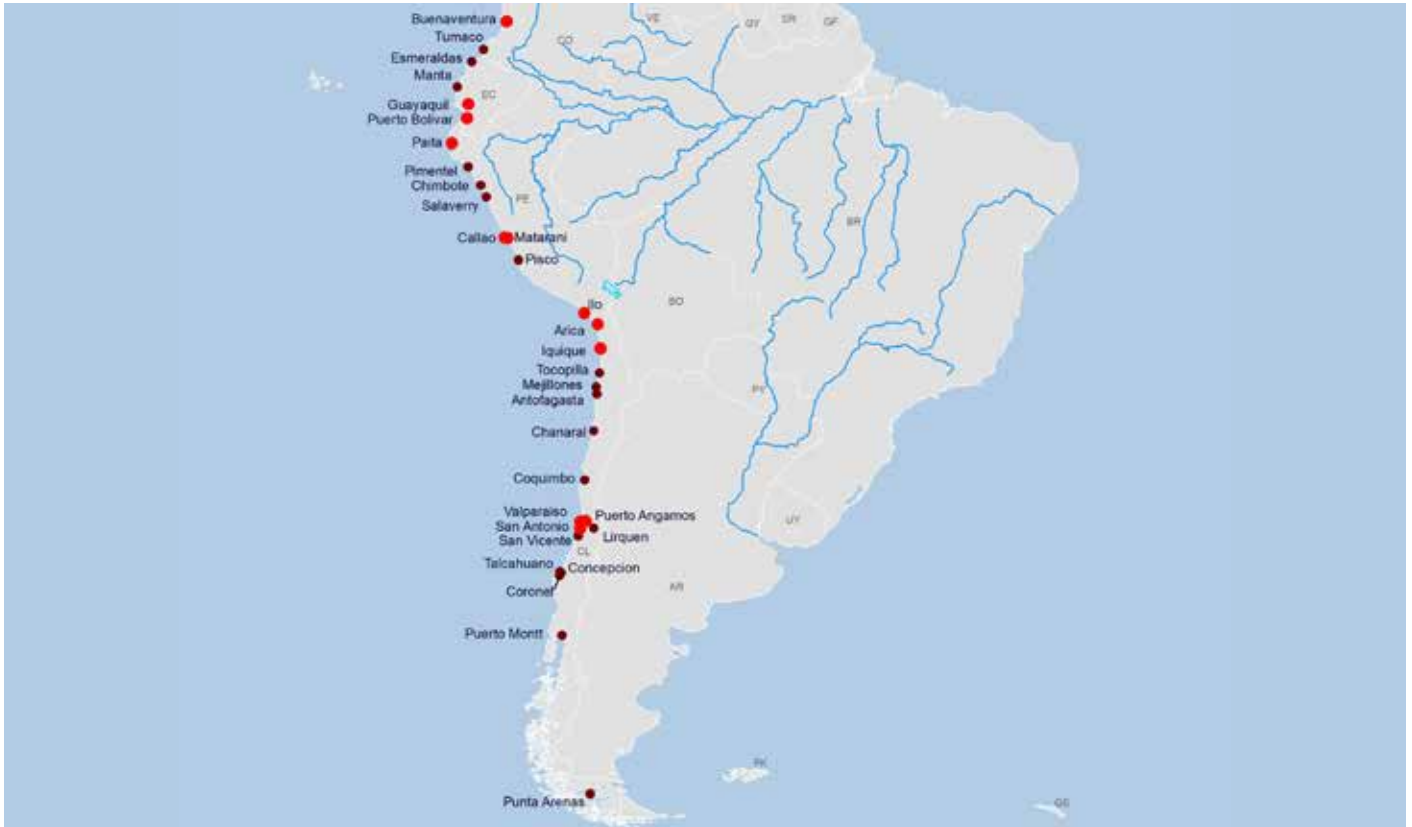 Buenaventura
VE
GY
SR
GF
Tumaco
CO
Esmeraldas
Manta
EC
Guayaquil
Puerto Bolivar
Paita
Pimentel
Chimbote
Salaverry
PE
BR
Callao
Matarani
Pisco
Ilo
BO
Arica
Iquique
Tocopilla
Mejillones
PY
Antofagasta
Chanaral
Coquimbo
Valparaiso
Puerto Angamos
UY
San Antonio
Lirquen
San Vicente
CL
Talcahuano
Concepcion
AR
Coronel
Puerto Montt
FK
Punta Arenas
GS